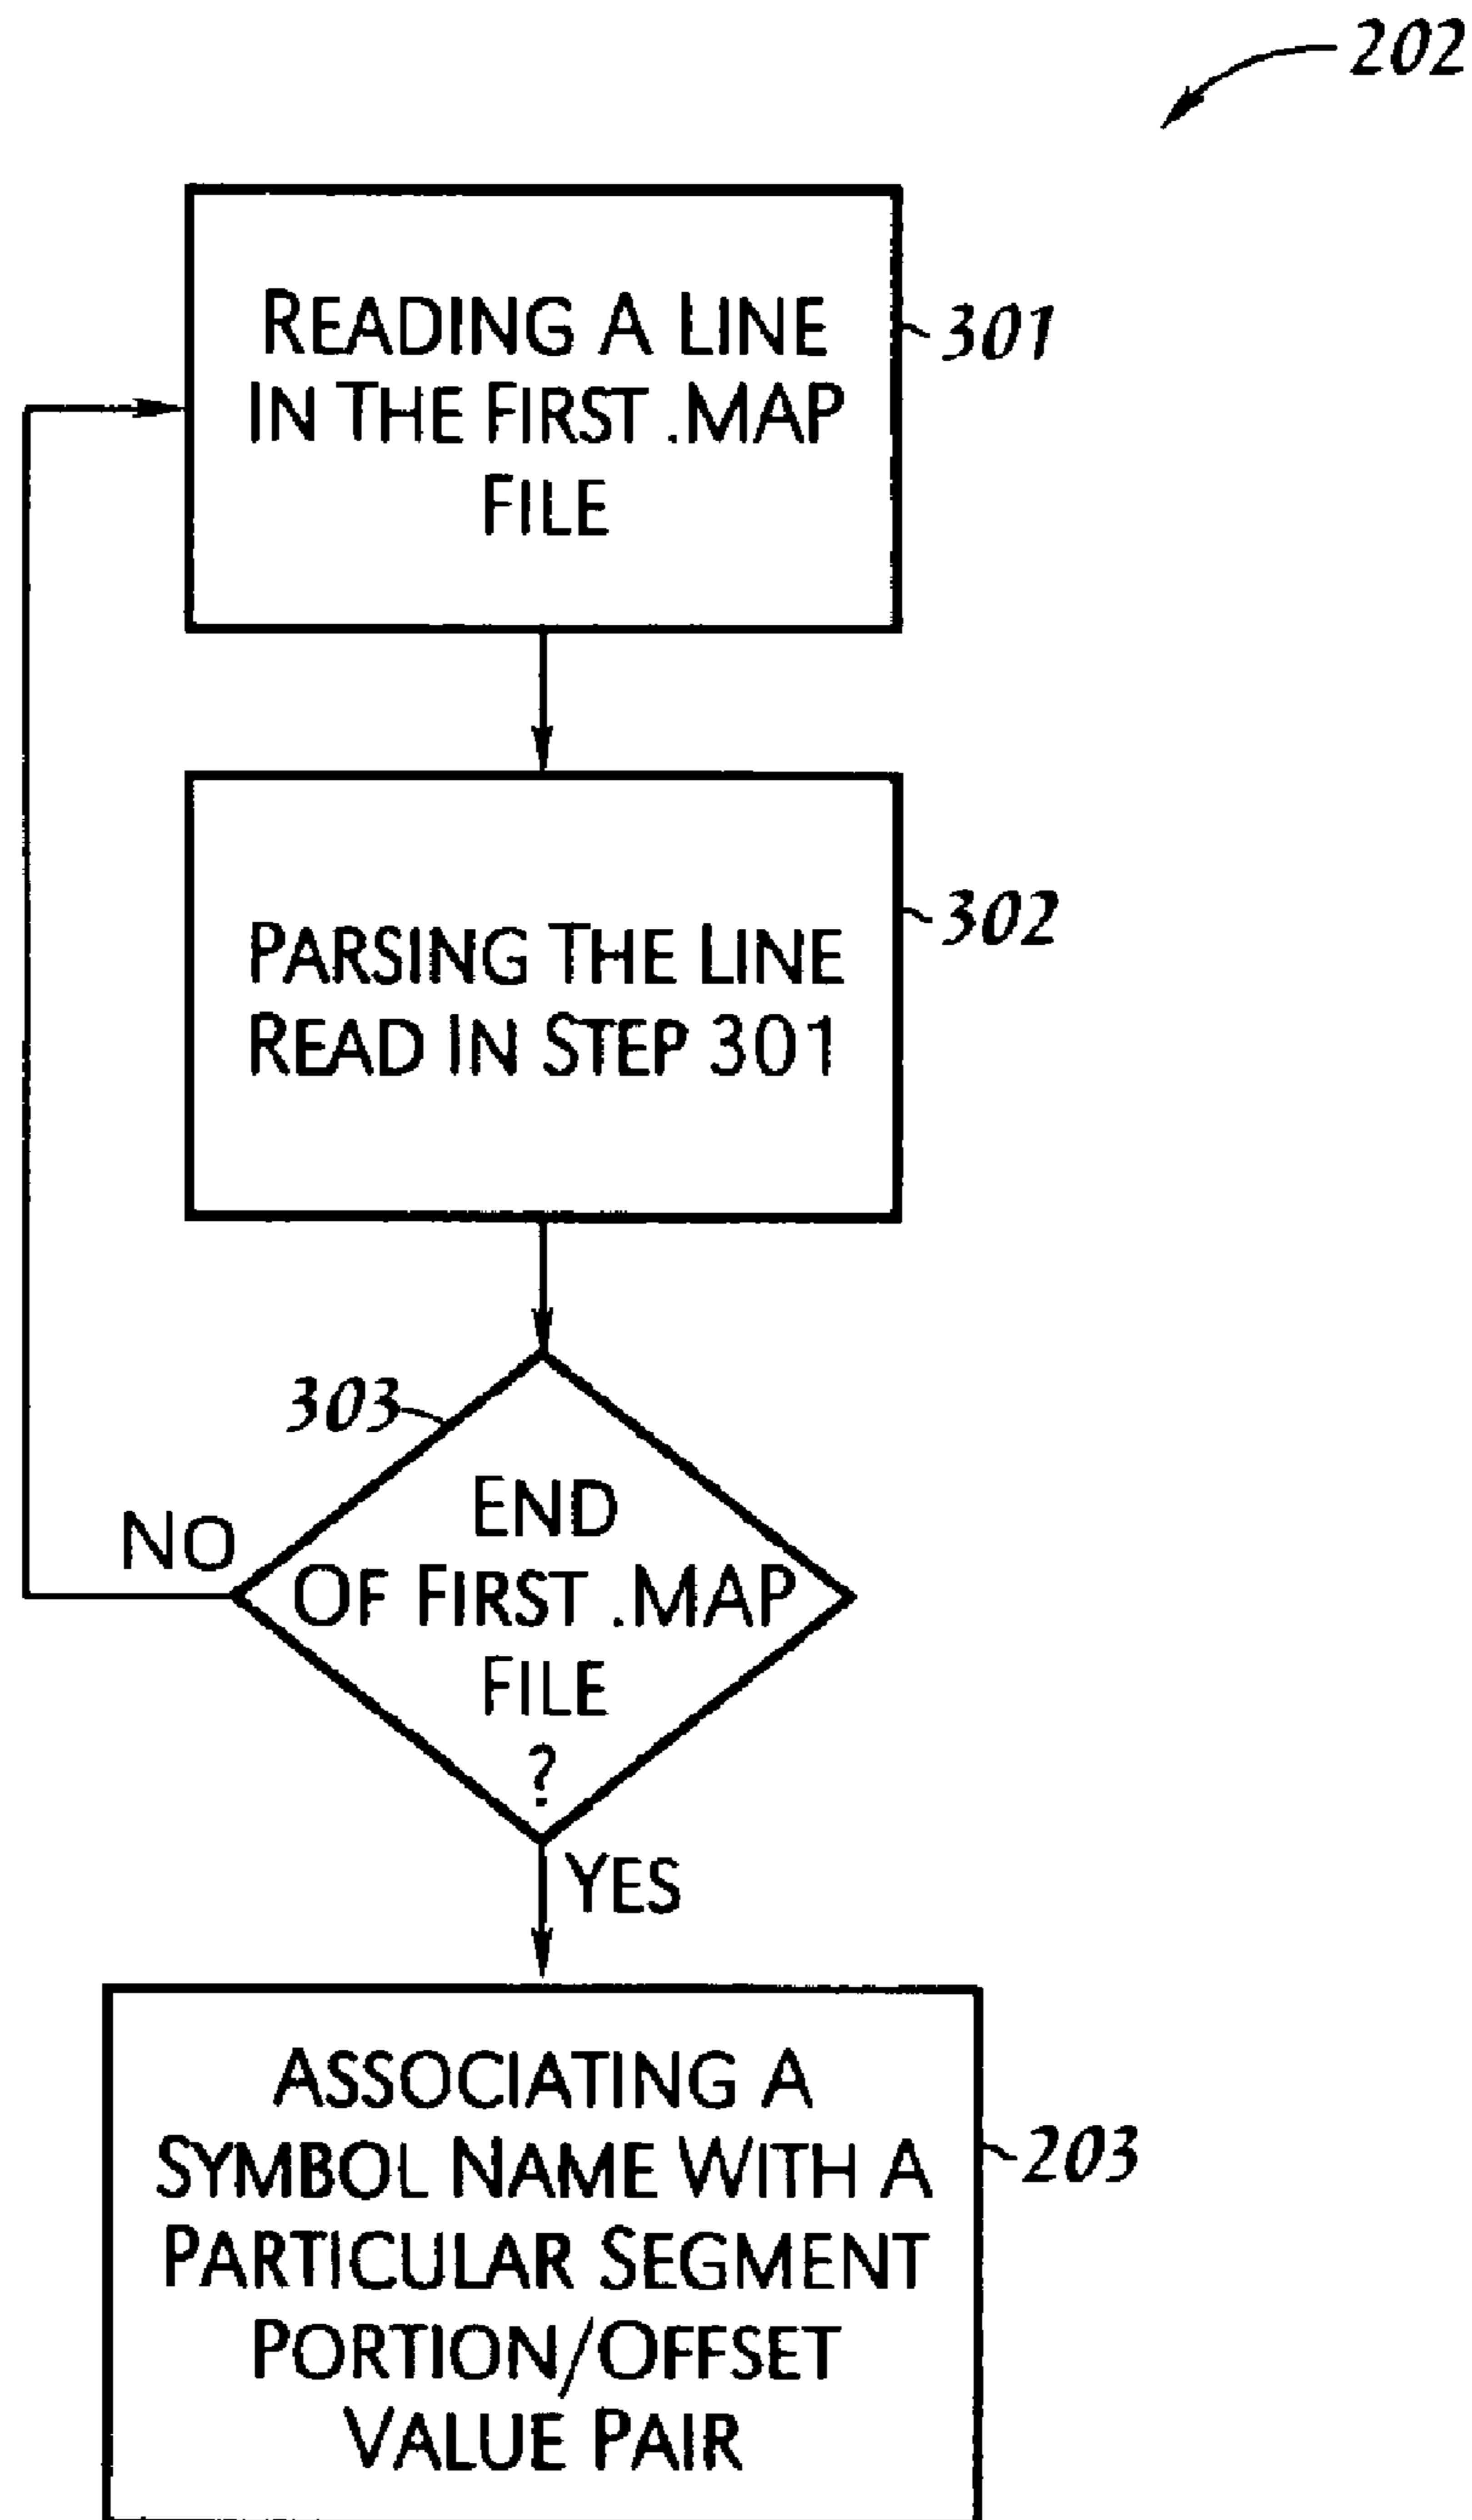 202
READING A LINE
IN THE FIRST .MAP
FILE
301
PARSING THE LINE
READ IN STEP 301
302
303
END
OF FIRST .MAP
FILE
?
NO
YES
ASSOCIATING A
SYMBOL NAME WITH A
PARTICULAR SEGMENT
PORTION/OFFSET
VALUE PAIR
203